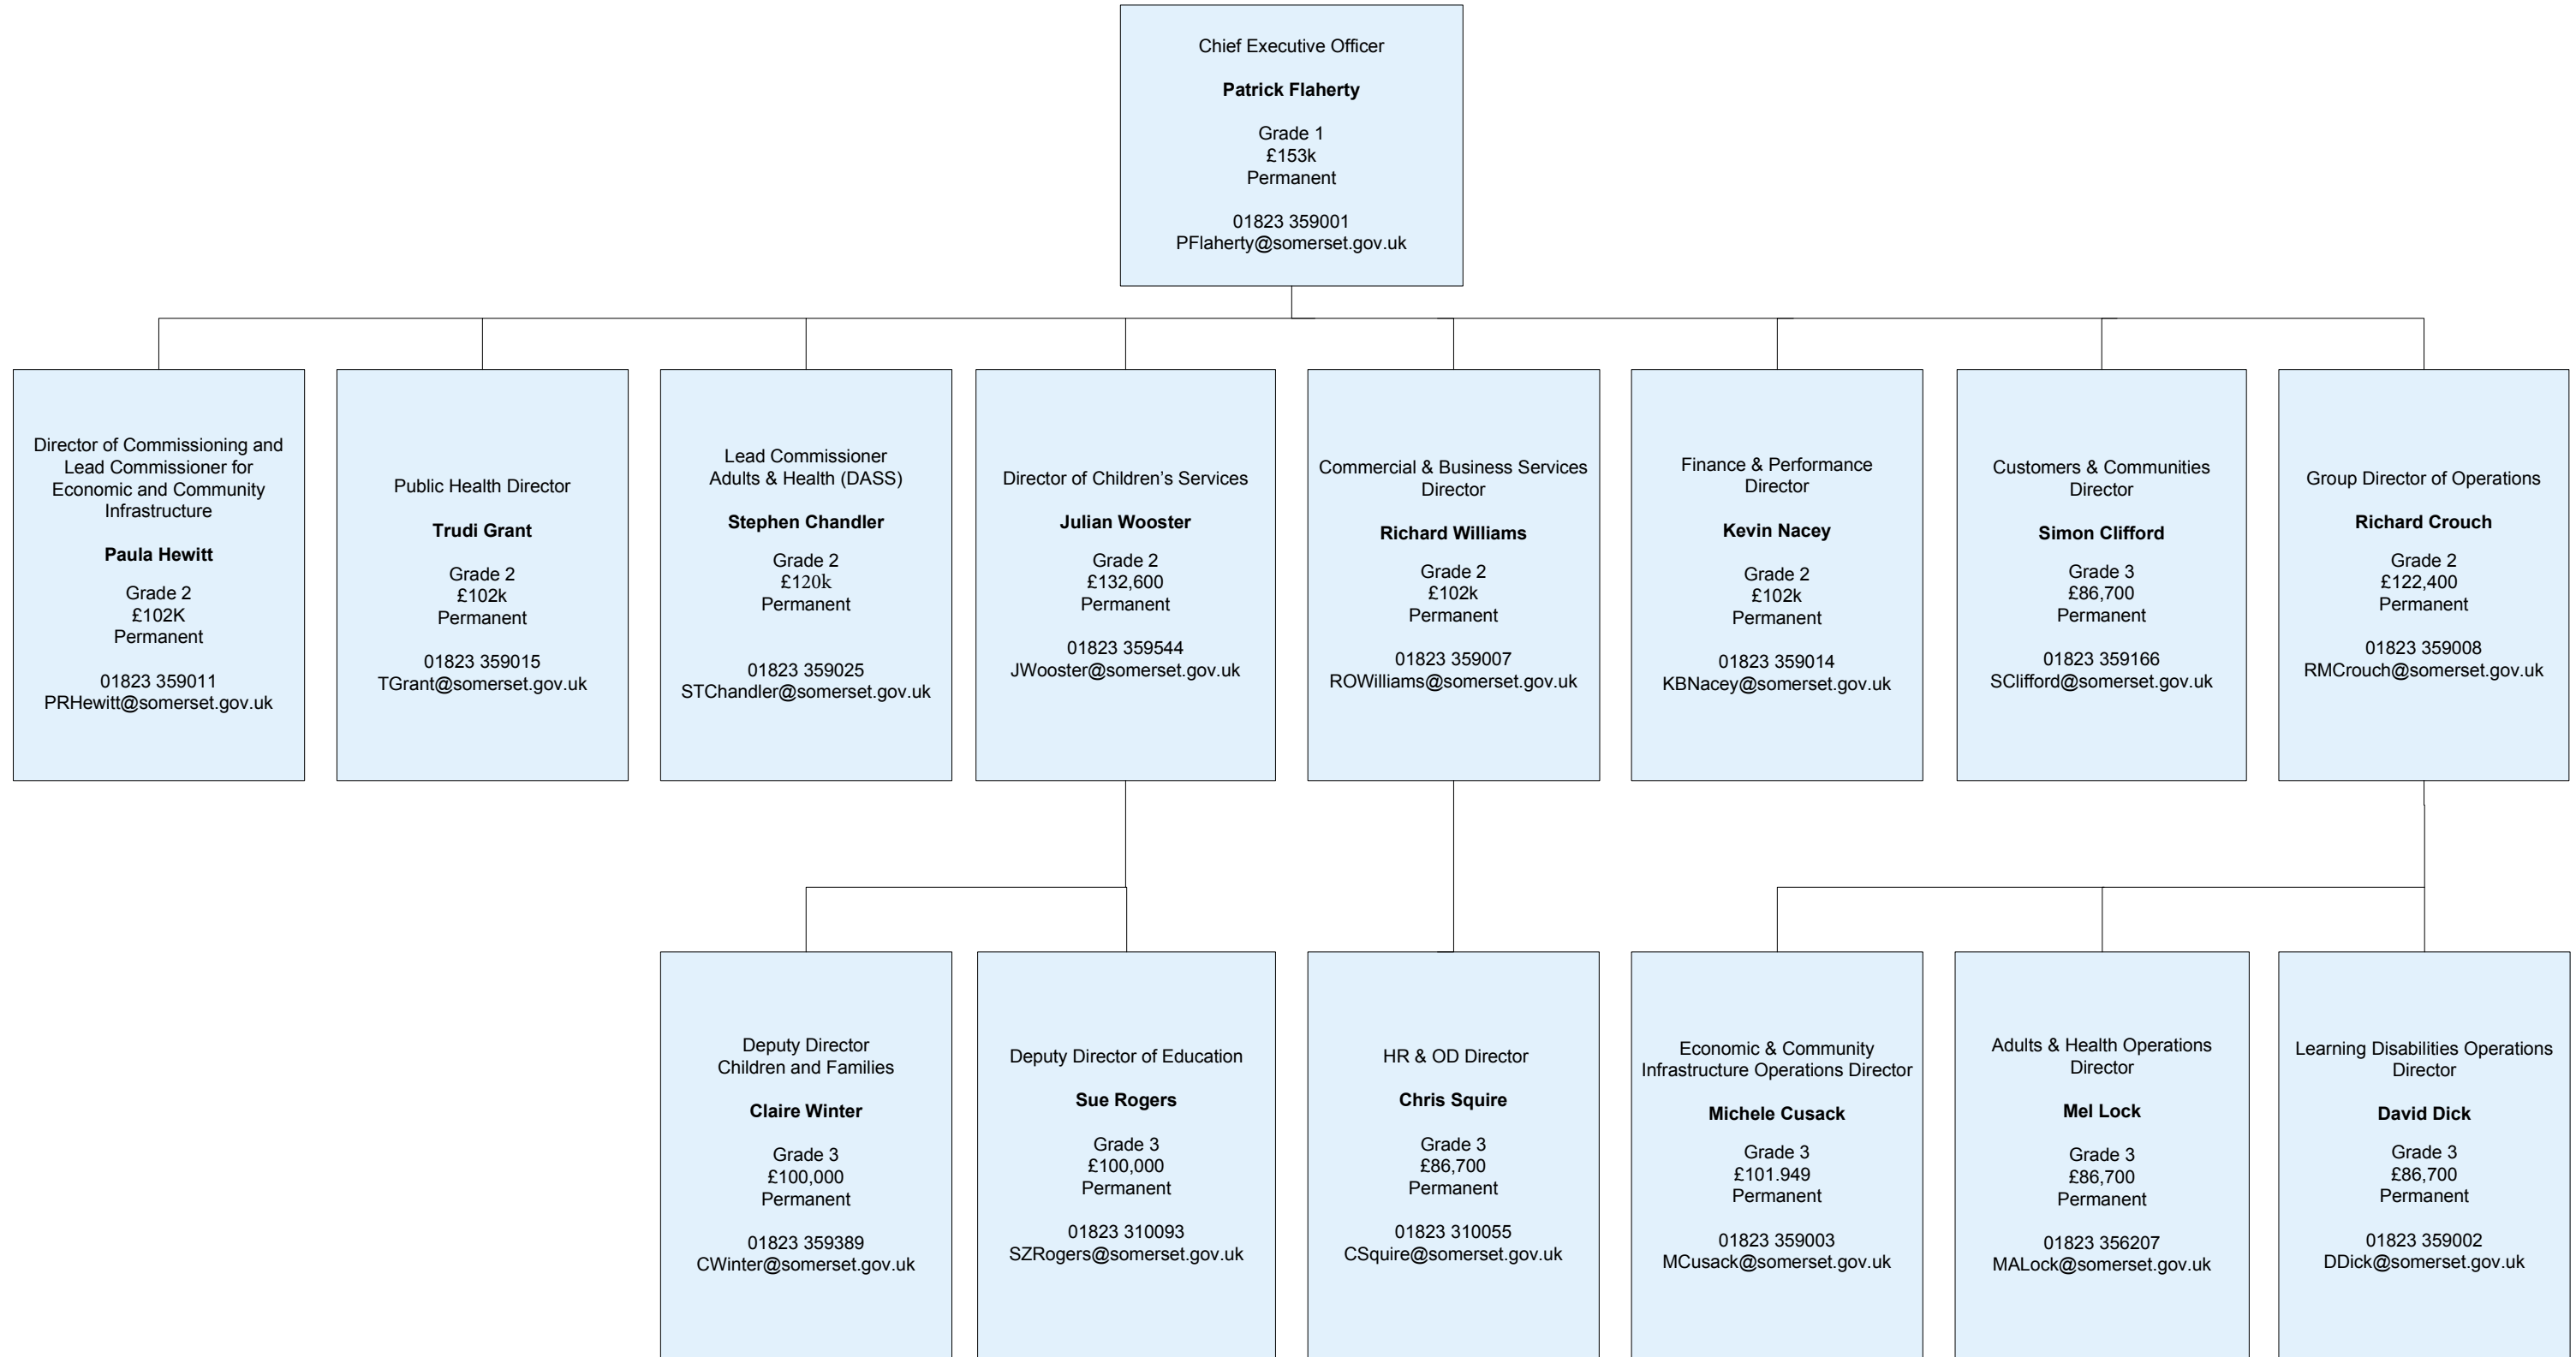 Chief Executive Officer
Patrick Flaherty
Grade 1
£153k
Permanent
01823 359001
PFlaherty@somerset.gov.uk
Director of Commissioning and
Lead Commissioner for
Economic and Community
Infrastructure
Paula Hewitt
Grade 2
£102K
Permanent
01823 359011
PRHewitt@somerset.gov.uk
Public Health Director
Trudi Grant
Grade 2
£102k
Permanent
01823 359015
TGrant@somerset.gov.uk
Lead Commissioner
Adults & Health (DASS)
Stephen Chandler
Grade 2
£120k
Permanent
01823 359025
STChandler@somerset.gov.uk
Director of Children’s Services
Julian Wooster
Grade 2
£132,600
Permanent
01823 359544
JWooster@somerset.gov.uk
Commercial & Business Services
Director
Richard Williams
Grade 2
£102k
Permanent
01823 359007
ROWilliams@somerset.gov.uk
Finance & Performance
Director
Kevin Nacey
Grade 2
£102k
Permanent
01823 359014
KBNacey@somerset.gov.uk
Customers & Communities
Director
Simon Clifford
Grade 3
£86,700
Permanent
01823 359166
SClifford@somerset.gov.uk
Group Director of Operations
Richard Crouch
Grade 2
£122,400
Permanent
01823 359008
RMCrouch@somerset.gov.uk
Deputy Director
Children and Families
Claire Winter
Grade 3
£100,000
Permanent
01823 359389
CWinter@somerset.gov.uk
Deputy Director of Education
Sue Rogers
Grade 3
£100,000
Permanent
01823 310093
SZRogers@somerset.gov.uk
HR & OD Director
Chris Squire
Grade 3
£86,700
Permanent
01823 310055
CSquire@somerset.gov.uk
Economic & Community
Infrastructure Operations Director
Michele Cusack
Grade 3
£101.949
Permanent
01823 359003
MCusack@somerset.gov.uk
Adults & Health Operations
Director
Mel Lock
Grade 3
£86,700
Permanent
01823 356207
MALock@somerset.gov.uk
Learning Disabilities Operations
Director
David Dick
Grade 3
£86,700
Permanent
01823 359002
DDick@somerset.gov.uk